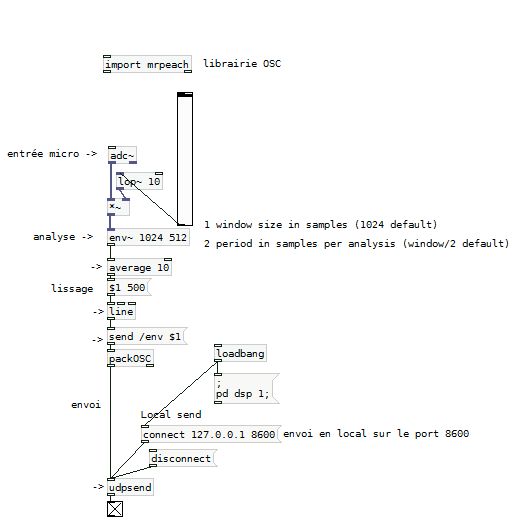 import mrpeach librairie OSC
entrée micro -> adc~
lop~ 10
*~
1 window size in samples (1024 default)
analyse -> env~ 1024 512
2 period in samples per analysis (window/2 default)
-> average 10
lissage $1 500
-> line
-> send /env $1
packOSC
loadbang
;
pd dsp 1;
envoi
Local send
connect 127.0.0.1 8600 envoi en local sur le port 8600
disconnect
-> udpsend